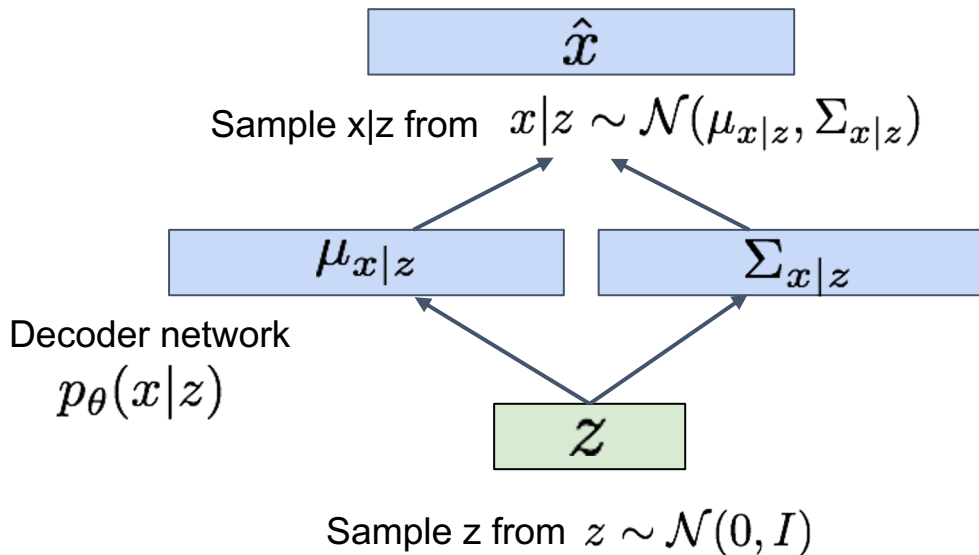 x̂
Sample x|z from x|z ∼ 𝒩(μ_{x|z}, Σ_{x|z})
μ_{x|z}
Σ_{x|z}
Decoder network
p_θ(x|z)
z
Sample z from z ∼ 𝒩(0, I)